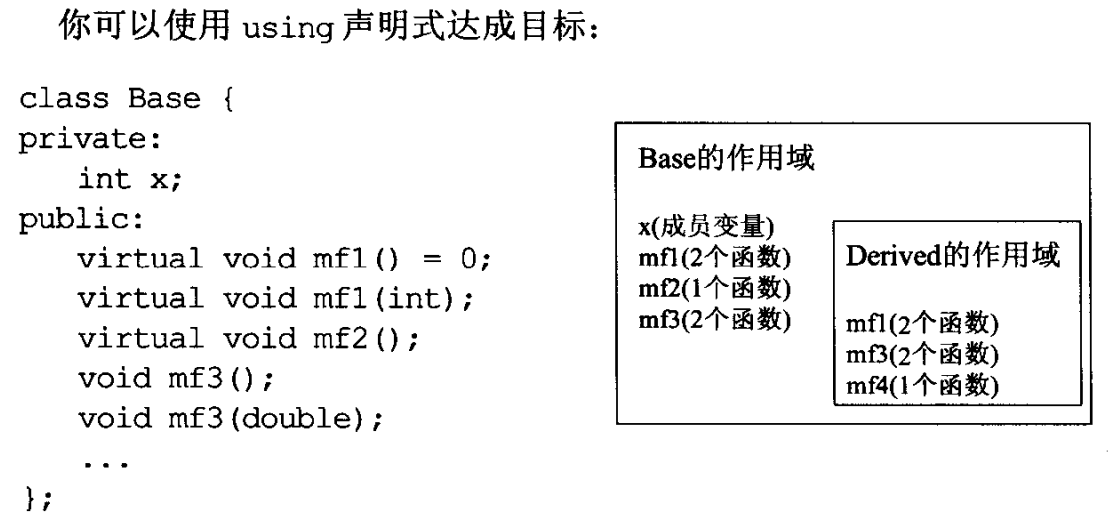 你可以使用 using 声明式达成目标：
class Base {
private:
int x;
public:
virtual void mf1() = 0;
virtual void mf1(int);
virtual void mf2();
void mf3();
void mf3(double);
...
};
Base的作用域
x(成员变量)
mf1(2个函数)
mf2(1个函数)
mf3(2个函数)
Derived的作用域
mf1(2个函数)
mf3(2个函数)
mf4(1个函数)